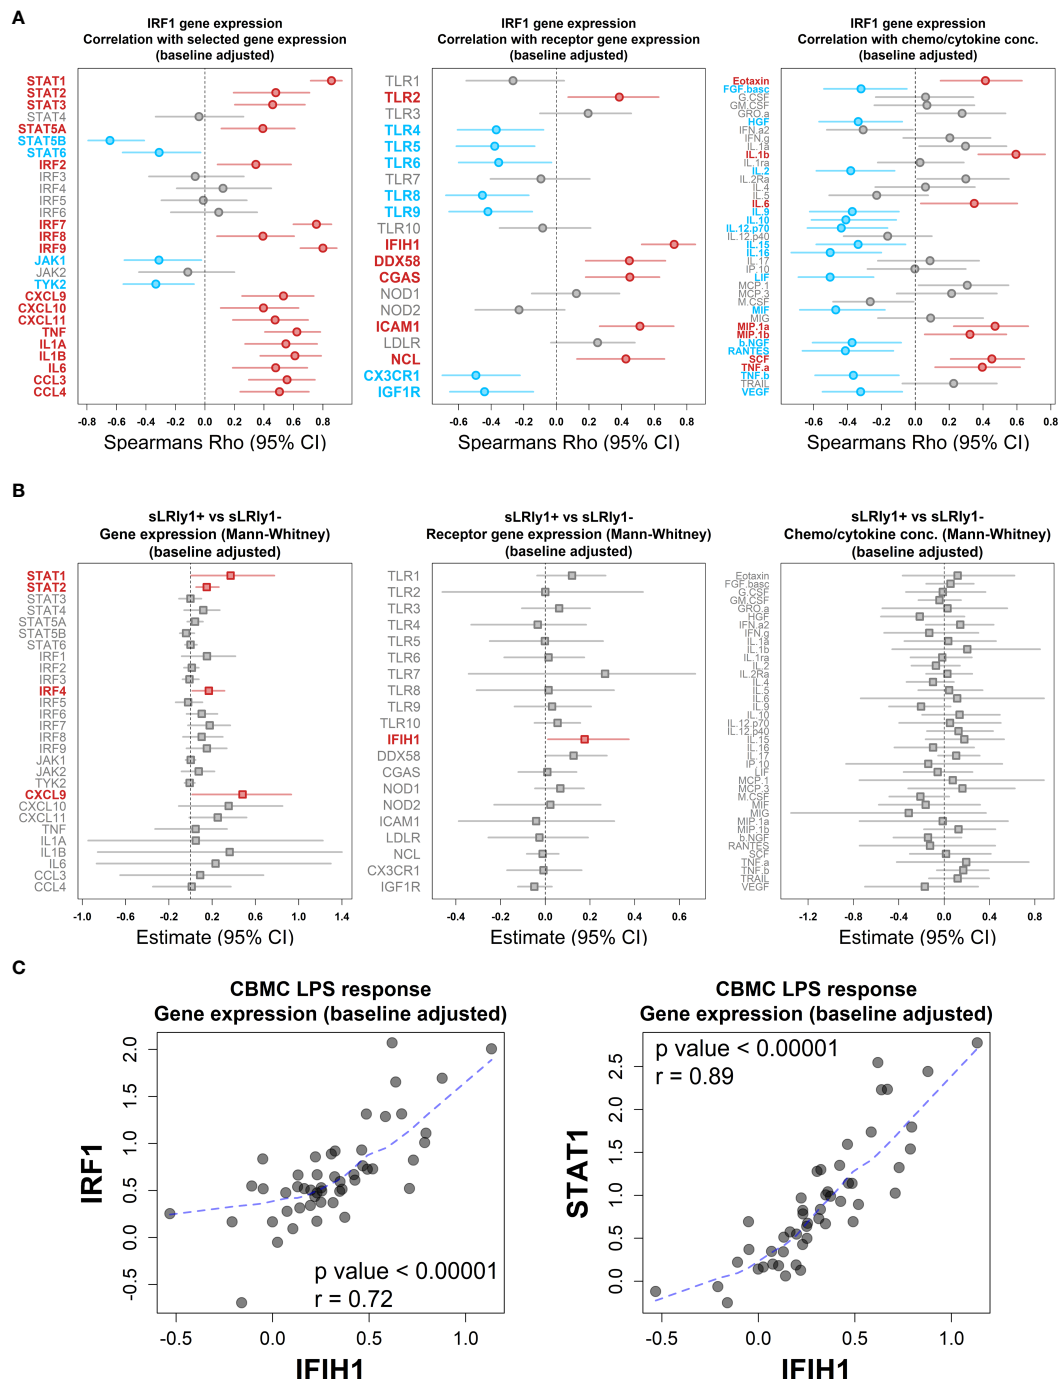 A
IRF1 gene expression
Correlation with selected gene expression
(baseline adjusted)
STAT1
STAT2
STAT3
STAT4
STAT5A
STAT5B
STAT6
IRF2
IRF3
IRF4
IRF5
IRF6
IRF7
IRF8
IRF9
JAK1
JAK2
TYK2
CXCL9
CXCL10
CXCL11
TNF
IL1A
IL1B
IL6
CCL3
CCL4
-0.8 -0.6 -0.4 -0.2 0.0 0.2 0.4 0.6 0.8
Spearmans Rho (95% CI)
IRF1 gene expression
Correlation with receptor gene expression
(baseline adjusted)
TLR1
TLR2
TLR3
TLR4
TLR5
TLR6
TLR7
TLR8
TLR9
TLR10
IFIH1
DDX58
CGAS
NOD1
NOD2
ICAM1
LDLR
NCL
CX3CR1
IGF1R
-0.6 -0.4 -0.2 0.0 0.2 0.4 0.6 0.8
Spearmans Rho (95% CI)
IRF1 gene expression
Correlation with chemo/cytokine conc.
(baseline adjusted)
Eotaxin
FGF.basc
G.CSF
GM.CSF
GRO.a
HGF
IFN.a2
IFN.g
IL.1a
IL.1b
IL.1ra
IL.2
IL.2Ra
IL.4
IL.5
IL.6
IL.9
IL.10
IL.12.p70
IL.12.p40
IL.15
IL.16
IL.17
IP.10
LIF
MCP.1
MCP.3
M.CSF
MIF
MIG
MIP.1a
MIP.1b
b.NGF
RANTES
SCF
TNF.a
TNF.b
TRAIL
VEGF
-0.6 -0.4 -0.2 0.0 0.2 0.4 0.6 0.8
Spearmans Rho (95% CI)
B
sLRIy1+ vs sLRIy1-
Gene expression (Mann-Whitney)
(baseline adjusted)
STAT1
STAT2
STAT3
STAT4
STAT5A
STAT5B
STAT6
IRF1
IRF2
IRF3
IRF4
IRF5
IRF6
IRF7
IRF8
IRF9
JAK1
JAK2
TYK2
CXCL9
CXCL10
CXCL11
TNF
IL1A
IL1B
IL6
CCL3
CCL4
-1.0 -0.6 -0.2 0.2 0.6 1.0 1.4
Estimate (95% CI)
sLRIy1+ vs sLRIy1-
Receptor gene expression (Mann-Whitney)
(baseline adjusted)
TLR1
TLR2
TLR3
TLR4
TLR5
TLR6
TLR7
TLR8
TLR9
TLR10
IFIH1
DDX58
CGAS
NOD1
NOD2
ICAM1
LDLR
NCL
CX3CR1
IGF1R
-0.4 -0.2 0.0 0.2 0.4 0.6
Estimate (95% CI)
sLRIy1+ vs sLRIy1-
Chemo/cytokine conc. (Mann-Whitney)
(baseline adjusted)
Eotaxin
FGF.basc
G.CSF
GM.CSF
GRO.a
HGF
IFN.a2
IFN.g
IL.1a
IL.1b
IL.1ra
IL.2
IL.2Ra
IL.4
IL.5
IL.6
IL.9
IL.10
IL.12.p70
IL.12.p40
IL.15
IL.16
IL.17
IP.10
LIF
MCP.1
MCP.3
M.CSF
MIF
MIG
MIP.1a
MIP.1b
b.NGF
RANTES
SCF
TNF.a
TNF.b
TRAIL
VEGF
-1.2 -0.8 -0.4 0.0 0.4 0.8
Estimate (95% CI)
C
CBMC LPS response
Gene expression (baseline adjusted)
IRF1
2.0
1.5
1.0
0.5
0.0
-0.5
p value < 0.00001
r = 0.72
-0.5 0.0 0.5 1.0
IFIH1
CBMC LPS response
Gene expression (baseline adjusted)
p value < 0.00001
r = 0.89
STAT1
2.5
2.0
1.5
1.0
0.5
0.0
-0.5 0.0 0.5 1.0
IFIH1